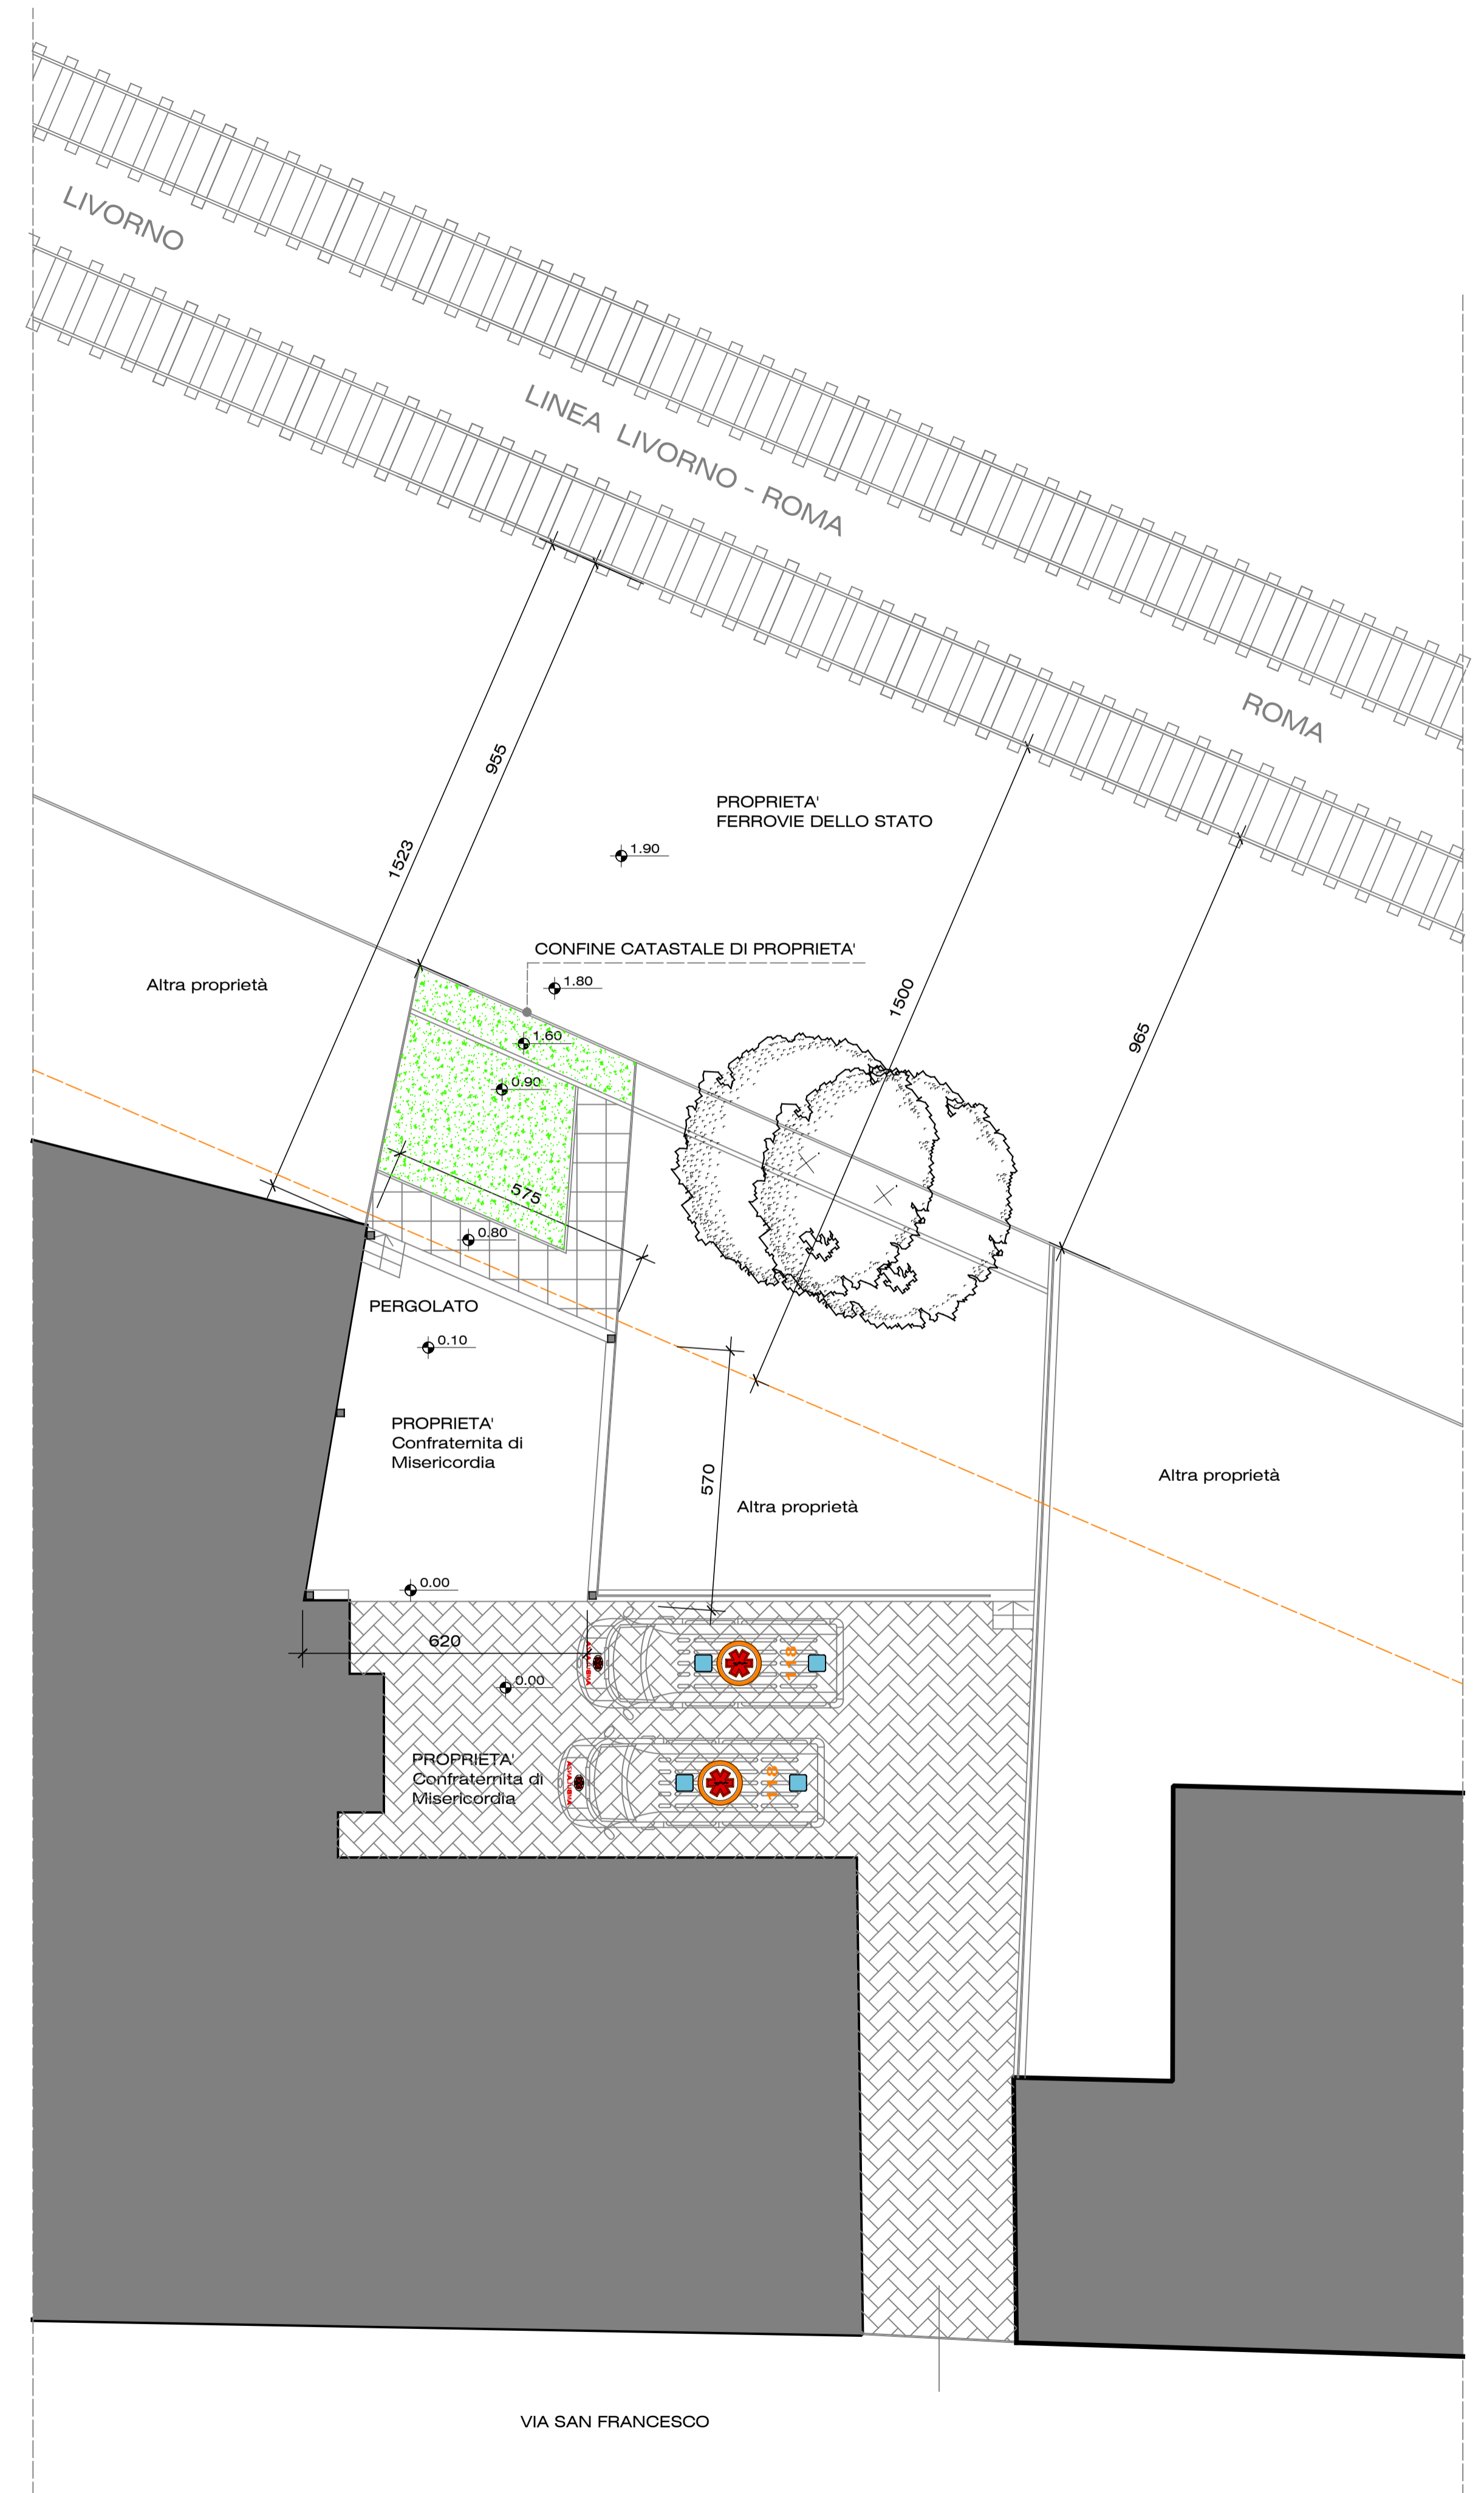 LIVORNO
LINEA LIVORNO - ROMA
ROMA
955
1523
PROPRIETA'
FERROVIE DELLO STATO
1.90
CONFINE CATASTALE DI PROPRIETA'
1.80
Altra proprietà
1500
965
1.60
0.90
575
0.80
PERGOLATO
0.10
PROPRIETA'
Confraternita di
Misericordia
570
Altra proprietà
Altra proprietà
0.00
620
118
0.00
PROPRIETA'
Confraternita di
Misericordia
118
VIA SAN FRANCESCO